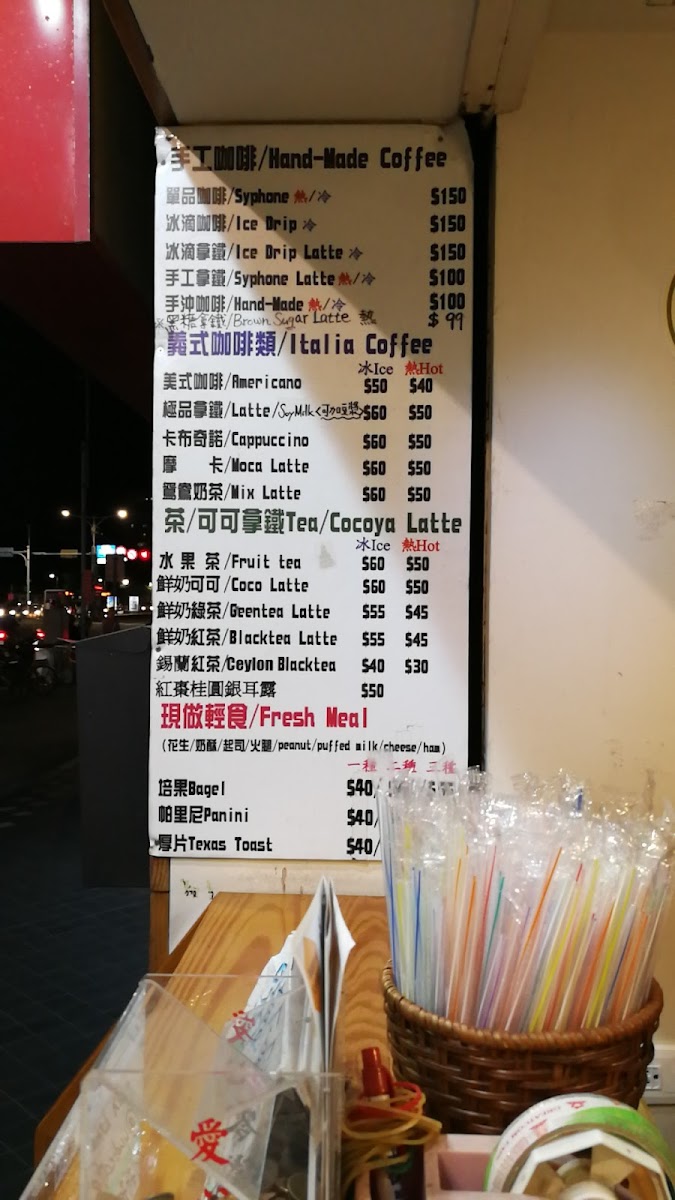 手工咖啡/Hand-Made Coffee
單品咖啡/Syphone 熱/冷 $150
冰滴咖啡/Ice Drip 冷 $150
冰滴拿鐵/Ice Drip Latte 冷 $150
手工拿鐵/Syphone Latte 熱/冷 $100
手沖咖啡/Hand-Made 熱/冷 $100
黑糖拿鐵/Brown Sugar Latte 熱 $99
義式咖啡類/Italia Coffee
冰Ice 熱Hot
美式咖啡/Americano $50 $40
極品拿鐵/Latte/SoyMilk(可加豆漿) $60 $50
卡布奇諾/Cappuccino $60 $50
摩 卡/Moca Latte $60 $50
鴛鴦奶茶/Mix Latte $60 $50
茶/可可拿鐵Tea/Cocoya Latte
冰Ice 熱Hot
水果茶/Fruit tea $60 $50
鮮奶可可/Coco Latte $60 $50
鮮奶綠茶/Geentea Latte $55 $45
鮮奶紅茶/Blacktea Latte $55 $45
錫蘭紅茶/Ceylon Blacktea $40 $30
紅棗桂圓銀耳露 $50
現做輕食/Fresh Meal
(花生/奶酥/起司/火腿/peanut/puffed milk/cheese/ham)
一種 二種 三種
培果Bagel $40/
帕里尼Panini $40/
厚片Texas Toast $40/
愛
愛